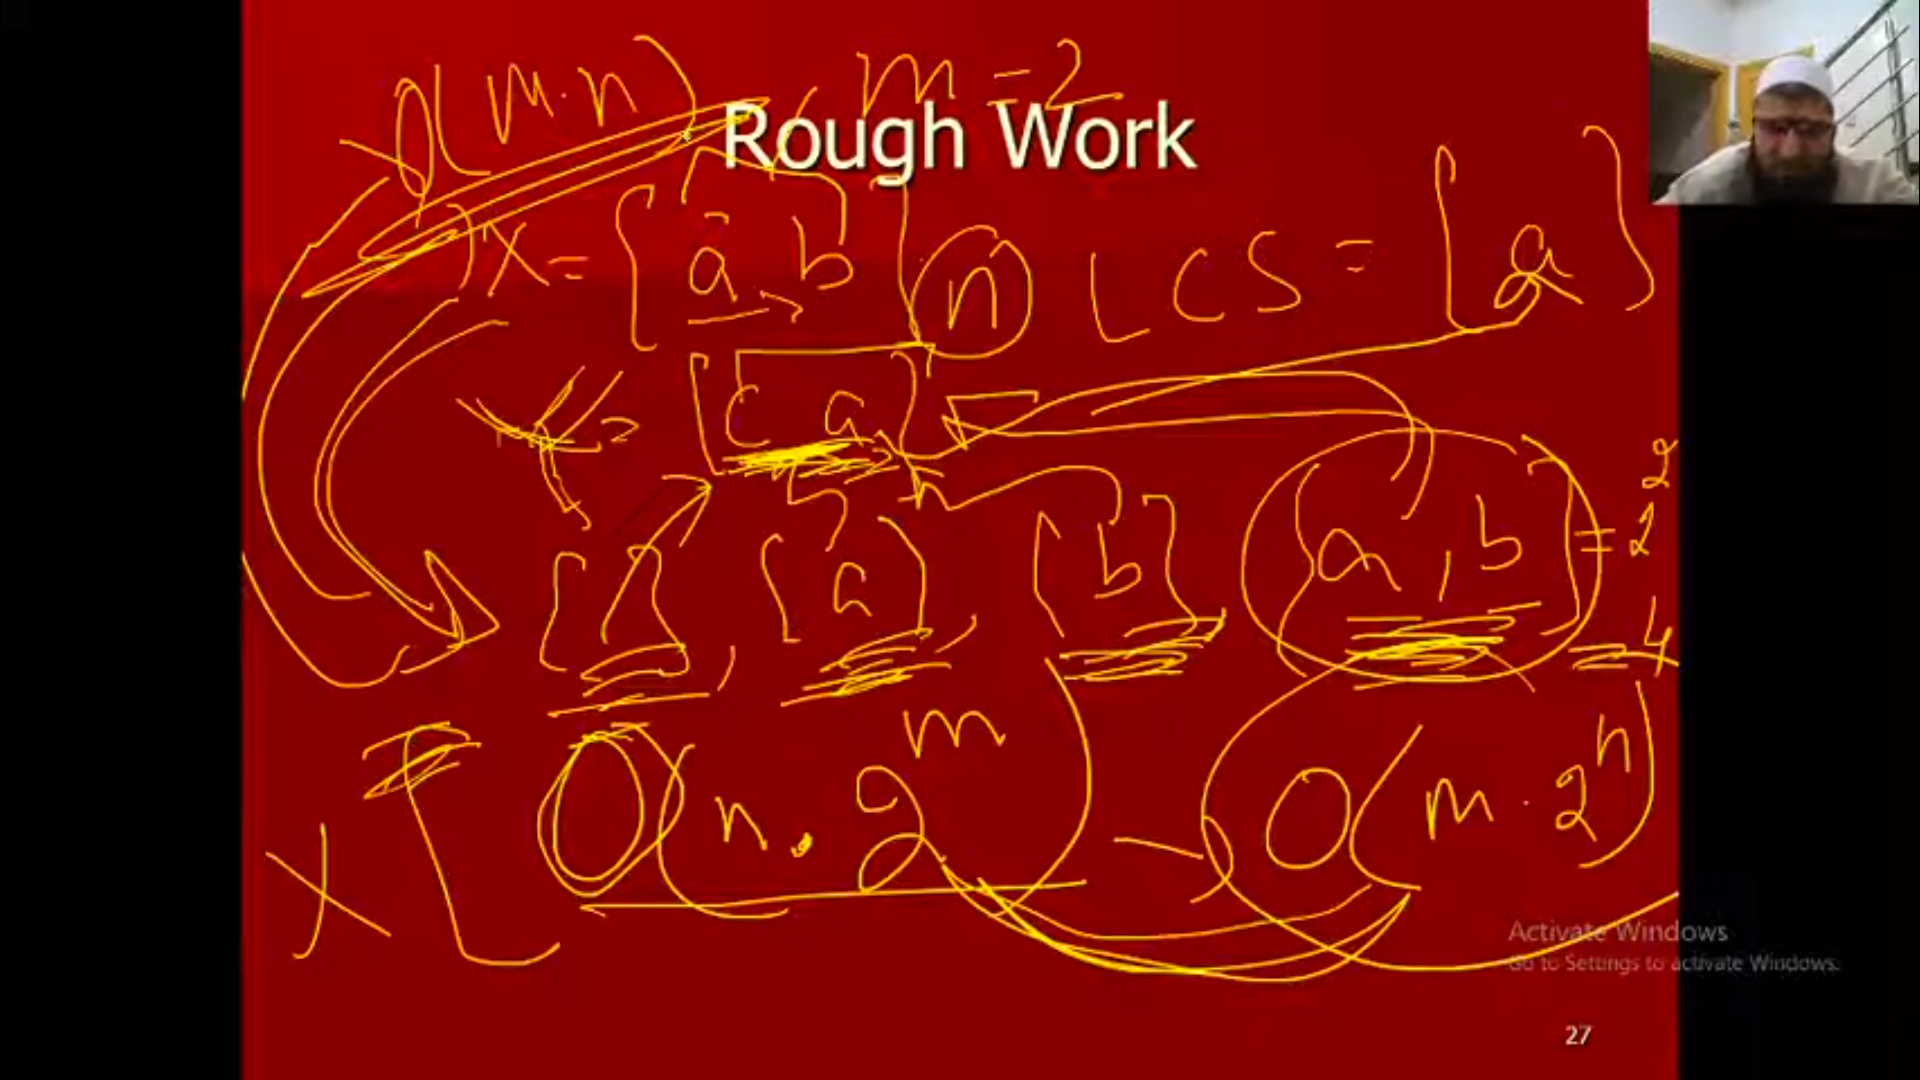 O(m.n) m=2
Rough Work
X = {a, b} n LCS = {a}
Y = {c a}
{ }, {a}, {b} {a, b} = 2
2
= 4
O(n. 2^m) O(m. 2^n)
X
Activate Windows
Go to Settings to activate Windows.
27